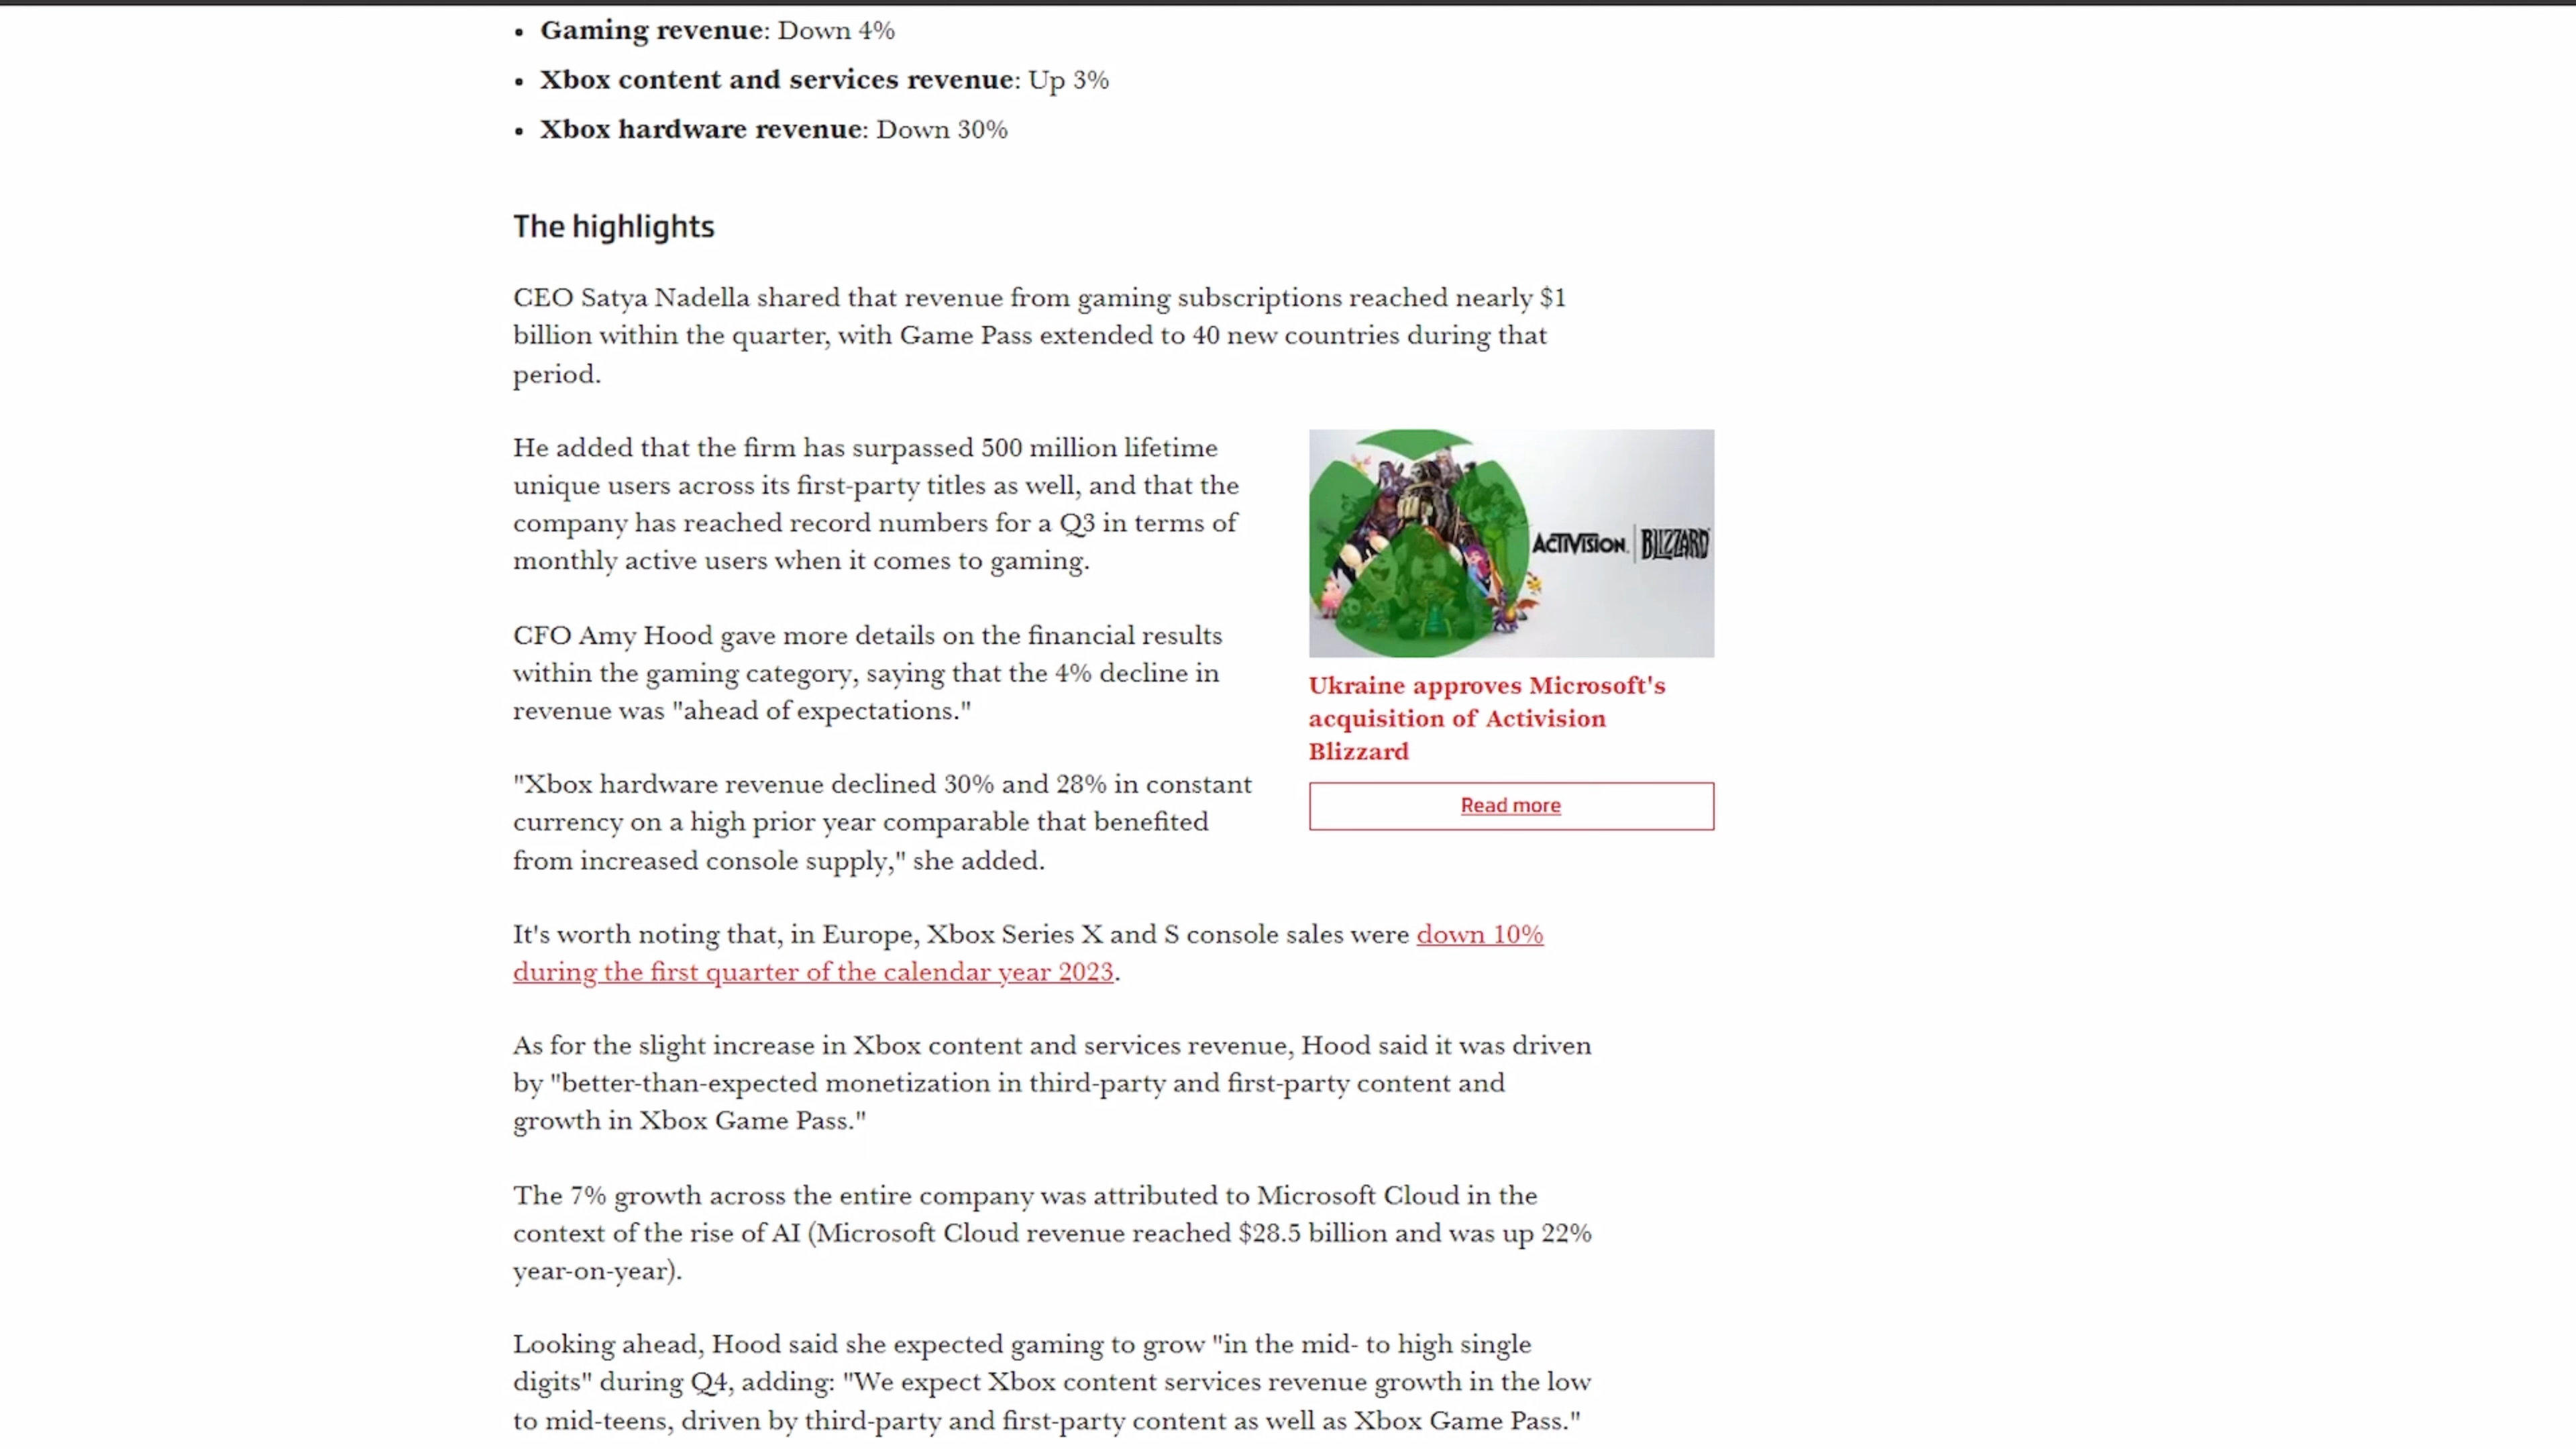 • Gaming revenue: Down 4%
• Xbox content and services revenue: Up 3%
• Xbox hardware revenue: Down 30%
The highlights
CEO Satya Nadella shared that revenue from gaming subscriptions reached nearly $1
billion within the quarter, with Game Pass extended to 40 new countries during that
period.
He added that the firm has surpassed 500 million lifetime
unique users across its first-party titles as well, and that the
company has reached record numbers for a Q3 in terms of
monthly active users when it comes to gaming.
CFO Amy Hood gave more details on the financial results
within the gaming category, saying that the 4% decline in
revenue was "ahead of expectations."
"Xbox hardware revenue declined 30% and 28% in constant
currency on a high prior year comparable that benefited
from increased console supply," she added.
ACTIVISION | BLIZZARD
Ukraine approves Microsoft's
acquisition of Activision
Blizzard
Read more
It's worth noting that, in Europe, Xbox Series X and S console sales were down 10%
during the first quarter of the calendar year 2023.
As for the slight increase in Xbox content and services revenue, Hood said it was driven
by "better-than-expected monetization in third-party and first-party content and
growth in Xbox Game Pass."
The 7% growth across the entire company was attributed to Microsoft Cloud in the
context of the rise of AI (Microsoft Cloud revenue reached $28.5 billion and was up 22%
year-on-year).
Looking ahead, Hood said she expected gaming to grow "in the mid- to high single
digits" during Q4, adding: "We expect Xbox content services revenue growth in the low
to mid-teens, driven by third-party and first-party content as well as Xbox Game Pass."